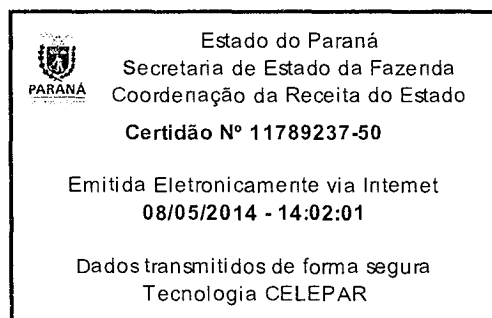 Estado do Paraná
Secretaria de Estado da Fazenda
PARANÁ
Coordenação da Receita do Estado
Certidão Nº 11789237-50
Emitida Eletronicamente via Internet
08/05/2014 - 14:02:01
Dados transmitidos de forma segura
Tecnologia CELEPAR